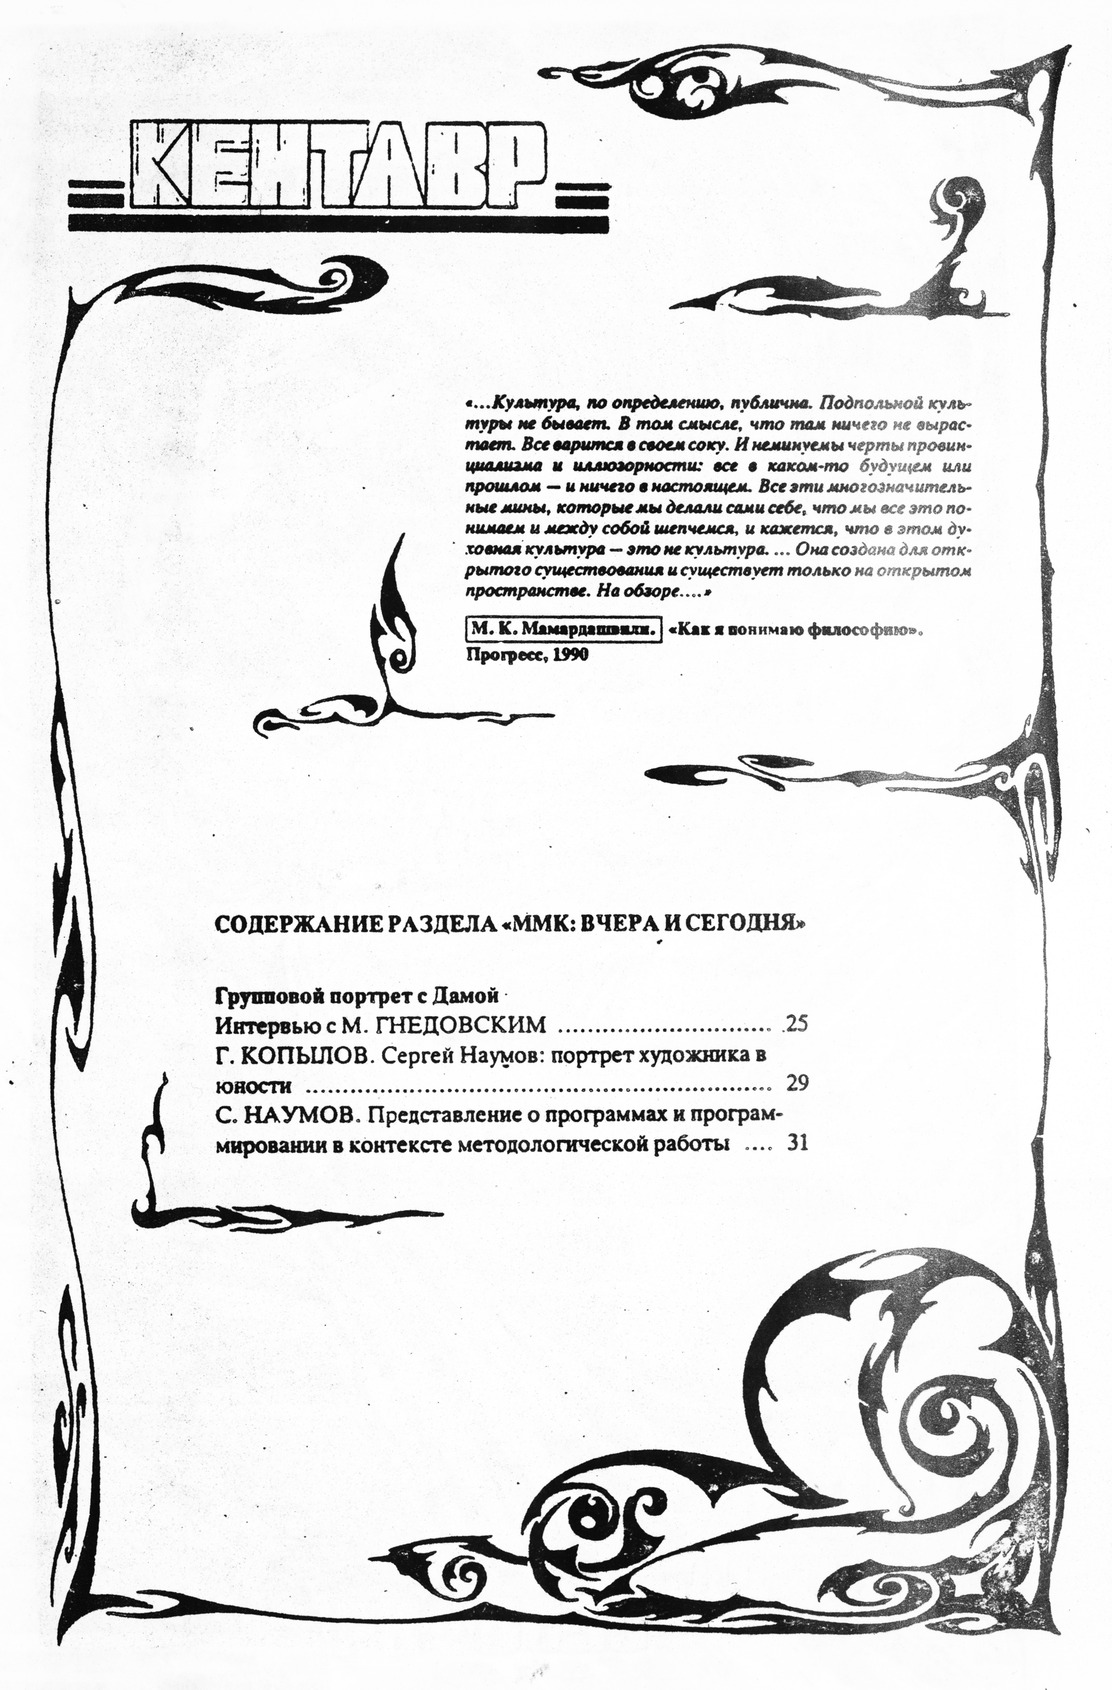 КЕНТАВР
«...Культура, по определению, публична. Подпольной куль-
туры не бывает. В том смысле, что там ничего не вырас-
тает. Все варится в своем соку. И неминуемы черты провин-
циализма и иллюзорности: все в каком-то будущем или
прошлом — и ничего в настоящем. Все эти многозначитель-
ные мины, которые мы делали сами себе, что мы все это по-
нимаем и между собой шепчемся, и кажется, что в этом ду-
ховная культура — это не культура. ... Она создана для отк-
рытого существования и существует только на открытом
пространстве. На обзоре....»
М. К. Мамардашвили. «Как я понимаю философию».
Прогресс, 1990
СОДЕРЖАНИЕ РАЗДЕЛА «ММК: ВЧЕРА И СЕГОДНЯ»
Групповой портрет с Дамой
Интервью с М. ГНЕДОВСКИМ ............................. 25
Г. КОПЫЛОВ. Сергей Наумов: портрет художника в
юности ............................................................... 29
С. НАУМОВ. Представление о программах и програм-
мировании в контексте методологической работы .... 31